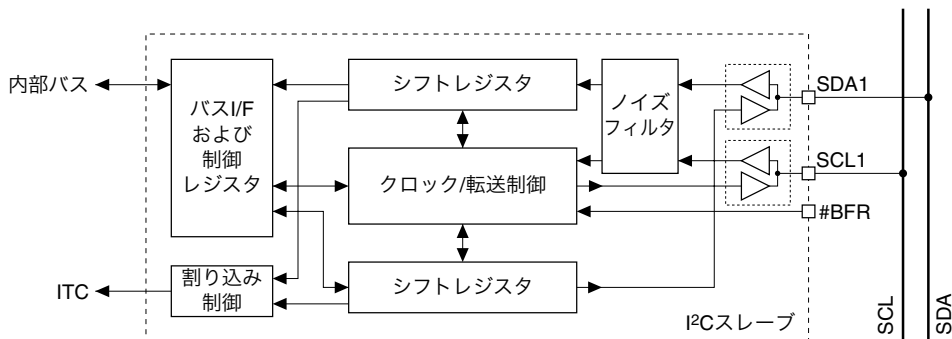 内部バス
バスI/F
および
制御
レジスタ
シフトレジスタ
ノイズ
フィルタ
SDA1
クロック/転送制御
SCL1
#BFR
ITC
割り込み
制御
シフトレジスタ
I²Cスレーブ
SCL
SDA